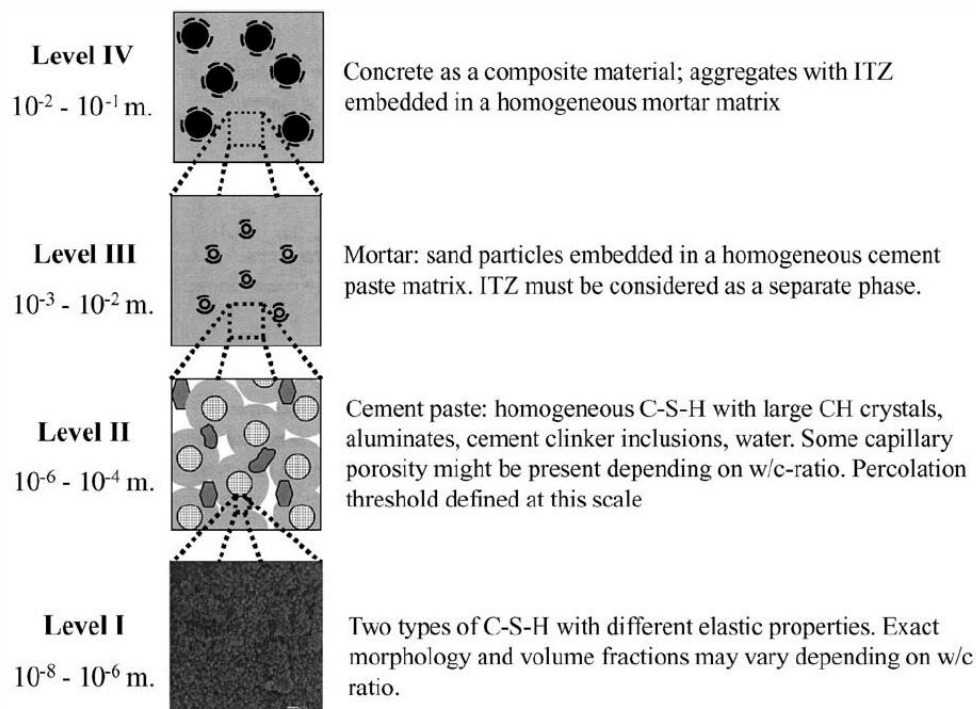 Level IV
10⁻² - 10⁻¹ m.
Concrete as a composite material; aggregates with ITZ
embedded in a homogeneous mortar matrix
Level III
10⁻³ - 10⁻² m.
Mortar: sand particles embedded in a homogeneous cement
paste matrix. ITZ must be considered as a separate phase.
Level II
10⁻⁶ - 10⁻⁴ m.
Cement paste: homogeneous C-S-H with large CH crystals,
aluminates, cement clinker inclusions, water. Some capillary
porosity might be present depending on w/c-ratio. Percolation
threshold defined at this scale
Level I
10⁻⁸ - 10⁻⁶ m.
Two types of C-S-H with different elastic properties. Exact
morphology and volume fractions may vary depending on w/c
ratio.